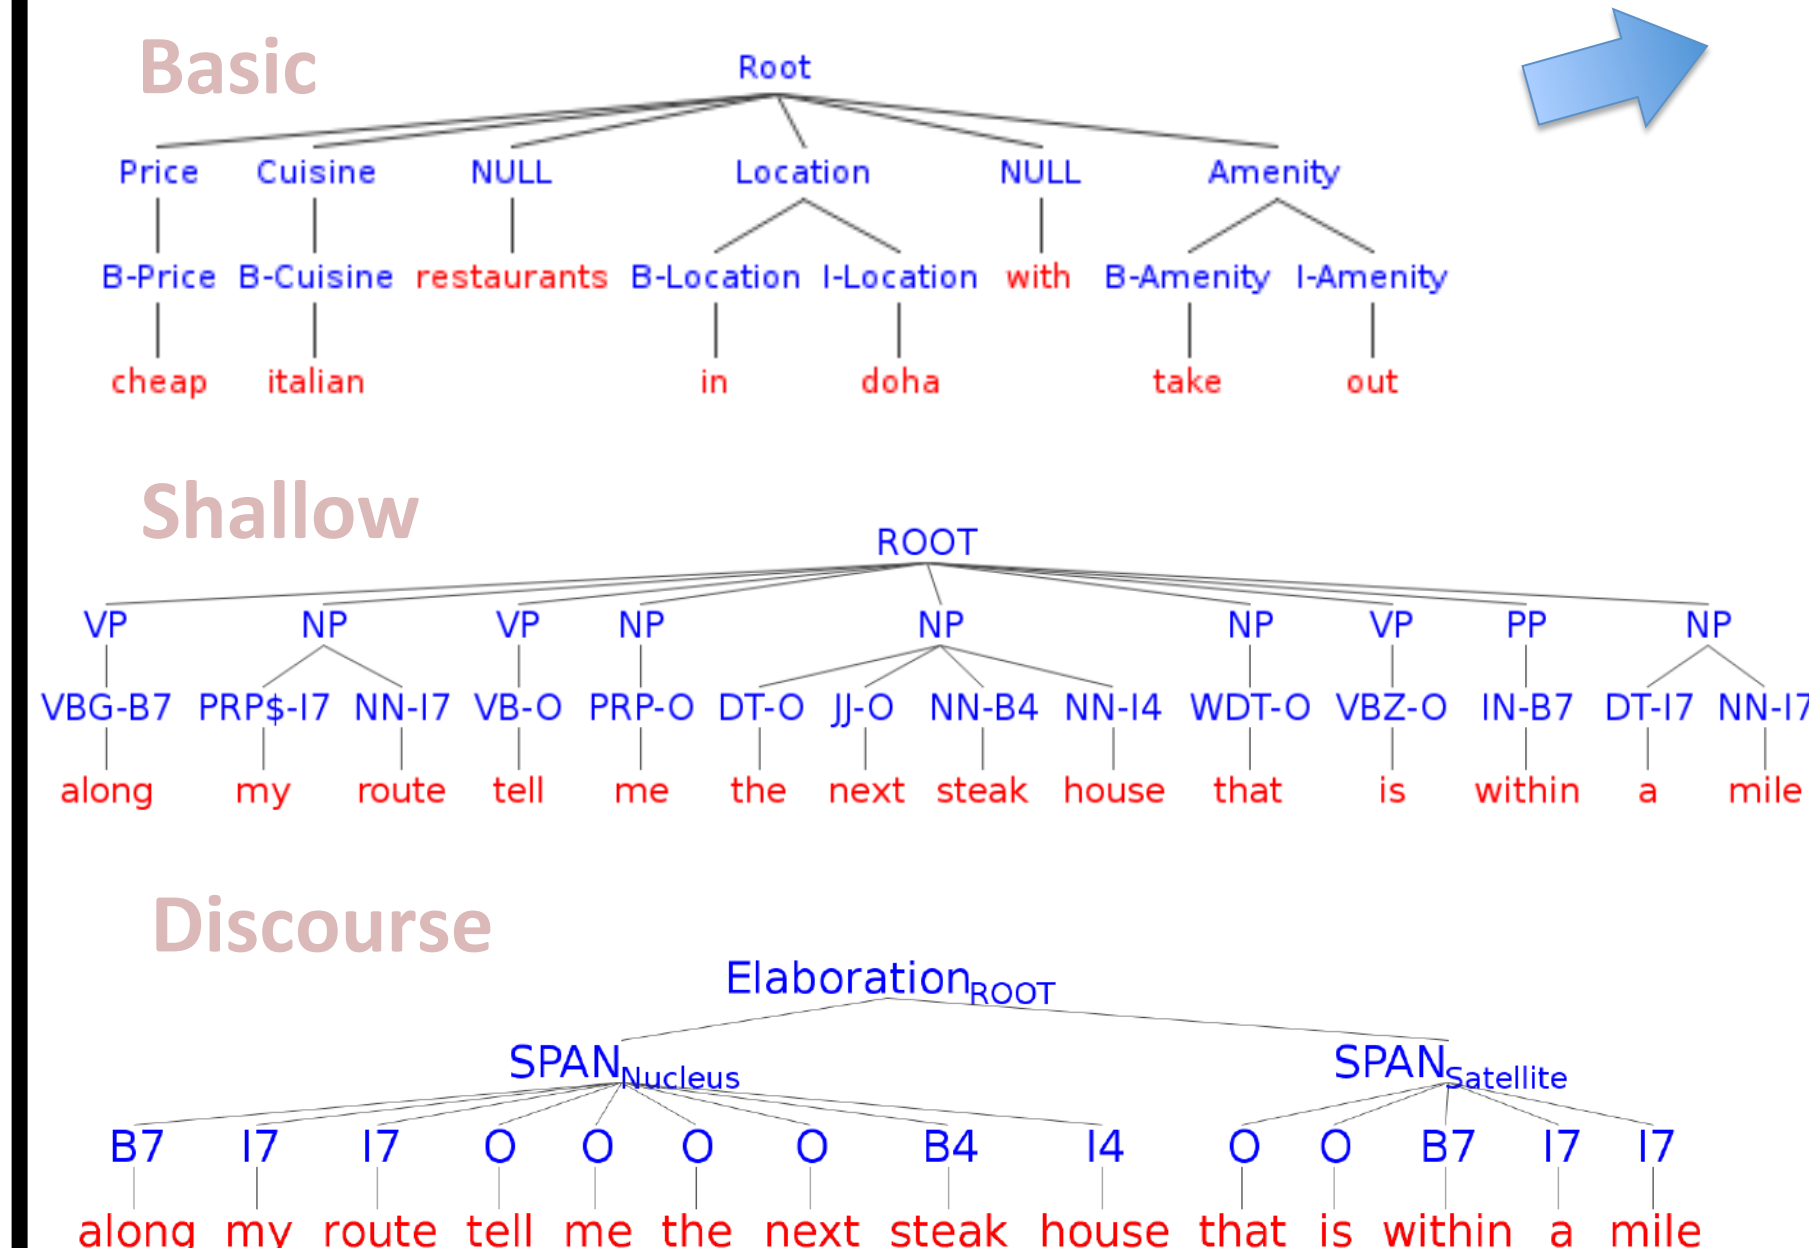 Basic
Root
Price Cuisine NULL Location NULL Amenity
B-Price B-Cuisine restaurants B-Location I-Location with B-Amenity I-Amenity
cheap italian in doha take out
Shallow
ROOT
VP NP VP NP NP NP VP PP NP
VBG-B7 PRP$-I7 NN-I7 VB-O PRP-O DT-O JJ-O NN-B4 NN-I4 WDT-O VBZ-O IN-B7 DT-I7 NN-I7
along my route tell me the next steak house that is within a mile
Discourse
ElaborationROOT
SPANNucleus SPANSatellite
B7 I7 I7 O O O O B4 I4 O O B7 I7 I7
along my route tell me the next steak house that is within a mile